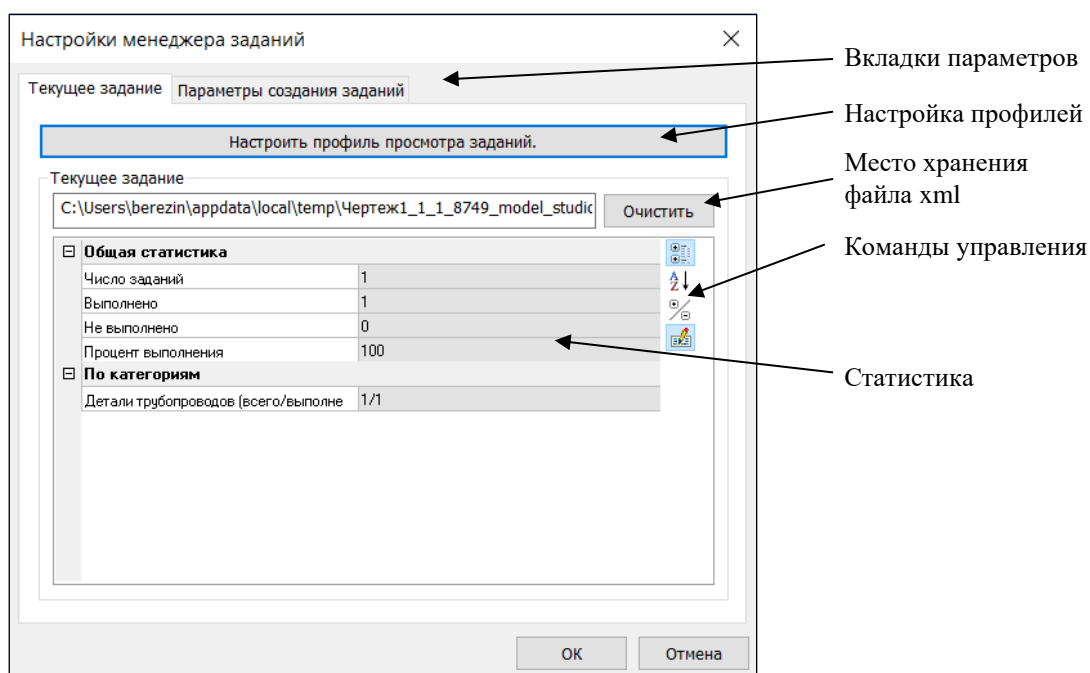 Настройки менеджера заданий
Вкладки параметров
Текущее задание
Параметры создания заданий
Настройка профилей
Настроить профиль просмотра заданий.
Место хранения
файла xml
Текущее задание
C:\Users\berezin\appdata\local\temp\Чертеж1_1_1_8749_model_studic
Очистить
Команды управления
Общая статистика
Число заданий 1
Выполнено 1
Не выполнено 0
Процент выполнения 100
Статистика
По категориям
Детали трубопроводов (всего/выполне 1/1
ОК
Отмена